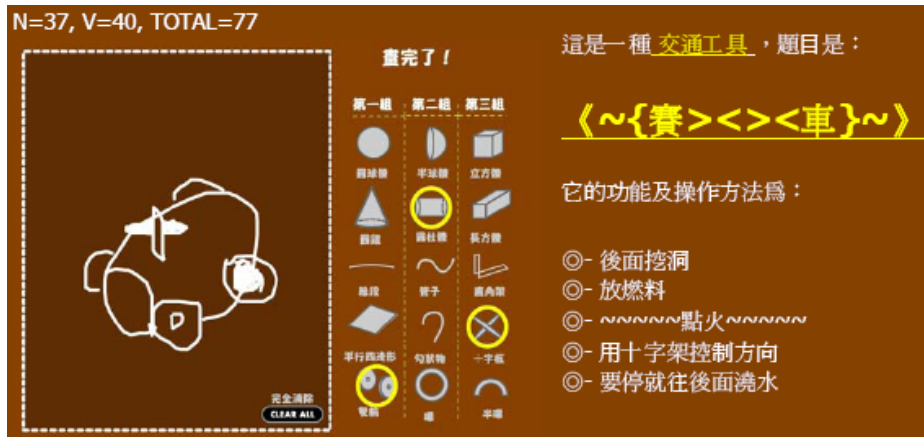 N=37, V=40, TOTAL=77
畫完了！
第一組 第二組 第三組
圓球體 半球體 立方體
圓錐 圓柱體 長方體
線段 管子 直角架
平行四邊形 勾狀物 十字板
雙輪 環 半環
完全清除
CLEAR ALL
D
這是一種 交通工具 ，題目是：
《~{賽><><車}~》
它的功能及操作方法為：
◎- 後面挖洞
◎- 放燃料
◎- ~~~~~點火~~~~~
◎- 用十字架控制方向
◎- 要停就往後面澆水